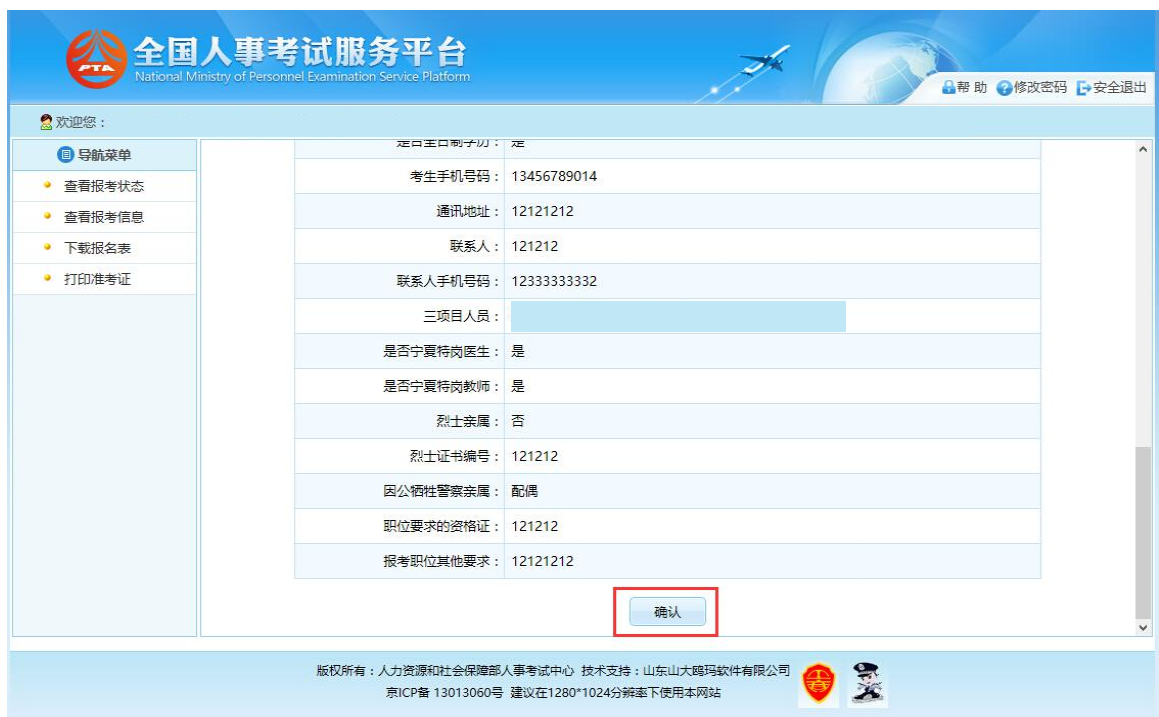 全国人事考试服务平台
National Ministry of Personnel Examination Service Platform
PTA
帮 助 修改密码 安全退出
欢迎您：
导航菜单
查看报考状态
查看报考信息
下载报名表
打印准考证
考生手机号码： 13456789014
通讯地址： 12121212
联系人： 121212
联系人手机号码： 12333333332
三项目人员：
是否宁夏特岗医生： 是
是否宁夏特岗教师： 是
烈士亲属： 否
烈士证书编号： 121212
因公牺牲警察亲属： 配偶
职位要求的资格证： 121212
报考职位其他要求： 12121212
确认
版权所有：人力资源和社会保障部人事考试中心 技术支持：山东山大鸥玛软件有限公司
京ICP备 13013060号 建议在1280*1024分辨率下使用本网站